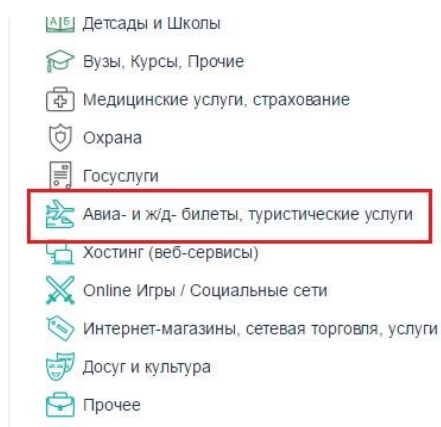 АБ Детсады и Школы
Вузы, Курсы, Прочие
Медицинские услуги, страхование
Охрана
Госуслуги
Авиа- и ж/д- билеты, туристические услуги
Хостинг (веб-сервисы)
Online Игры / Социальные сети
Интернет-магазины, сетевая торговля, услуги
Досуг и культура
Прочее